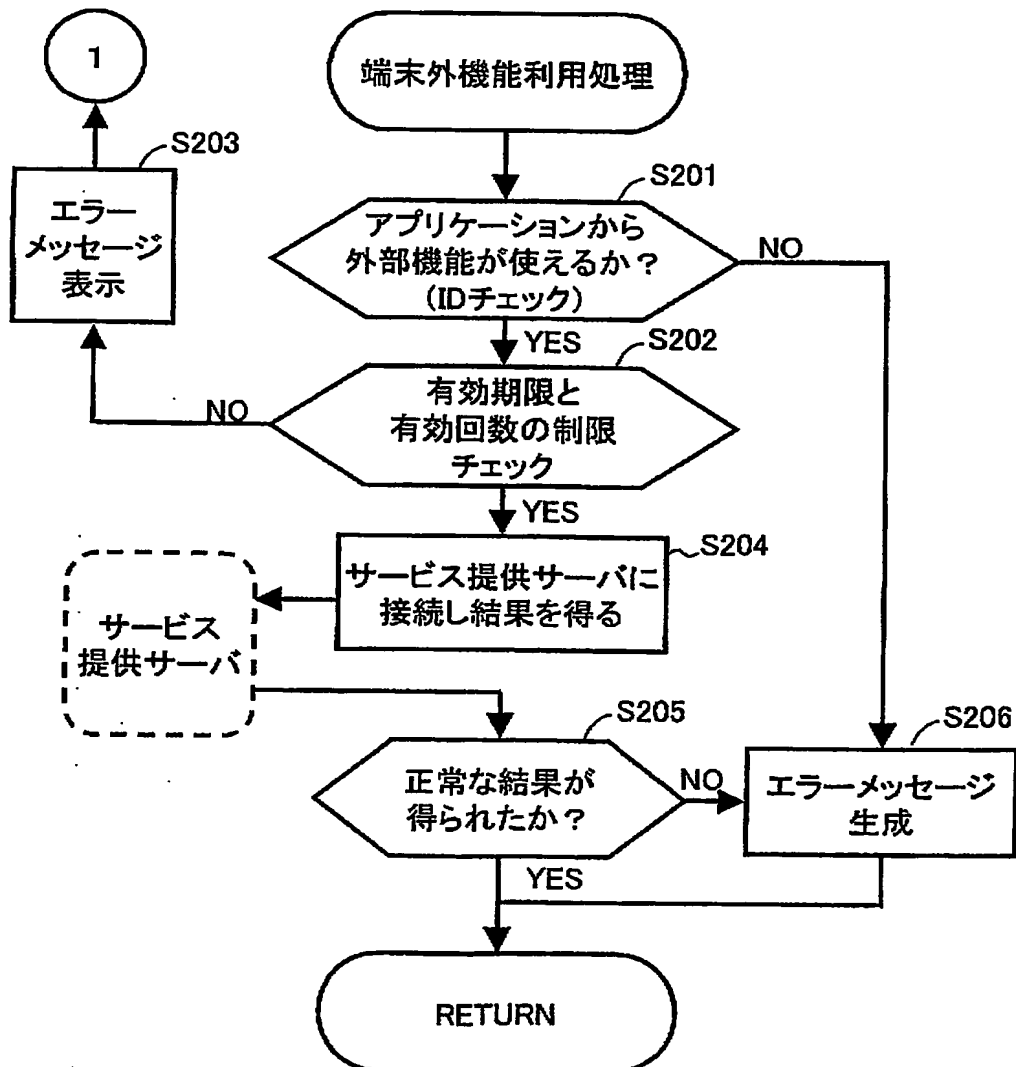 1
端末外機能利用処理
S203
エラー
メッセージ
表示
S201
アプリケーションから
外部機能が使えるか?
(IDチェック)
NO
YES
S202
有効期限と
有効回数の制限
チェック
NO
YES
S204
サービス提供サーバに
接続し結果を得る
サービス
提供サーバ
S205
正常な結果が
得られたか?
NO
S206
エラーメッセージ
生成
YES
RETURN